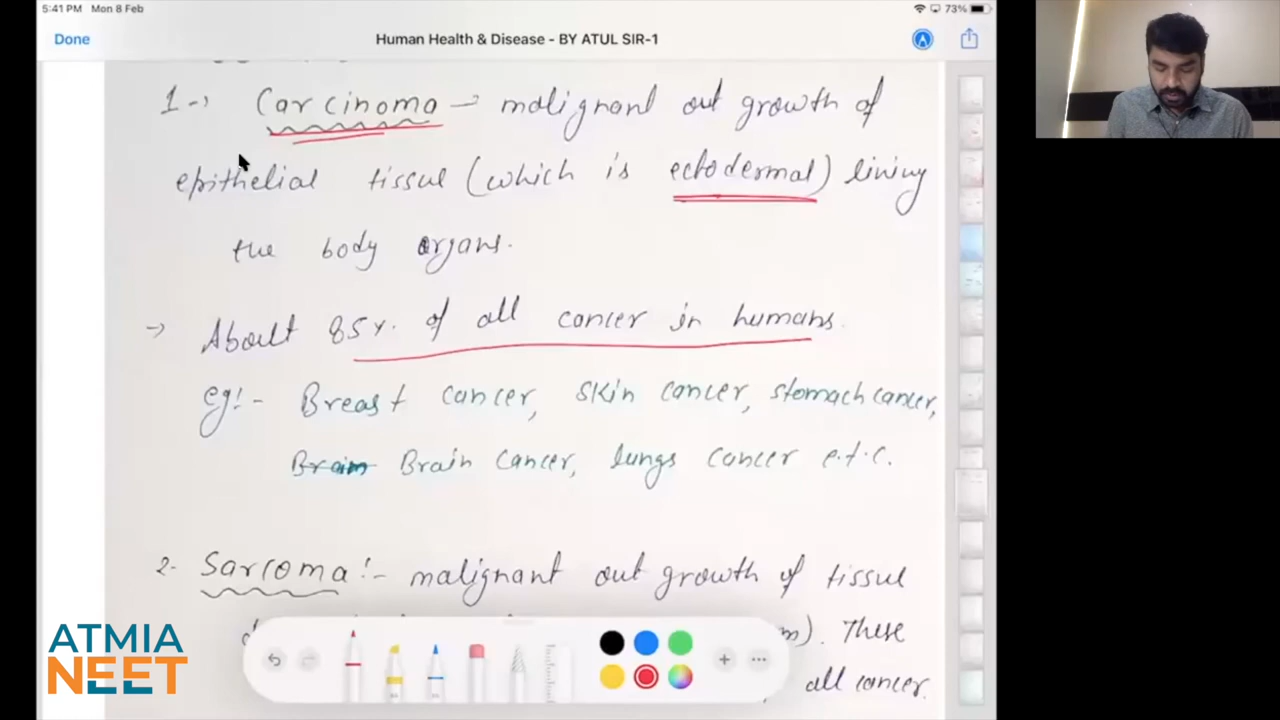 5:41 PM Mon 8 Feb
73%
Done
Human Health & Disease - BY ATUL SIR-1
1 → Carcinoma → malignant out growth of
epithelial tissue (which is ectodermal) lining
the body organs.
→ About 85%. of all cancer in humans.
eg:- Breast cancer, skin cancer, stomach cancer,
Brain Brain Cancer, lungs cancer e.t.c.
2- Sarcoma :- malignant out growth of tissue
m). These
all cancer.
ATMIA
NEET